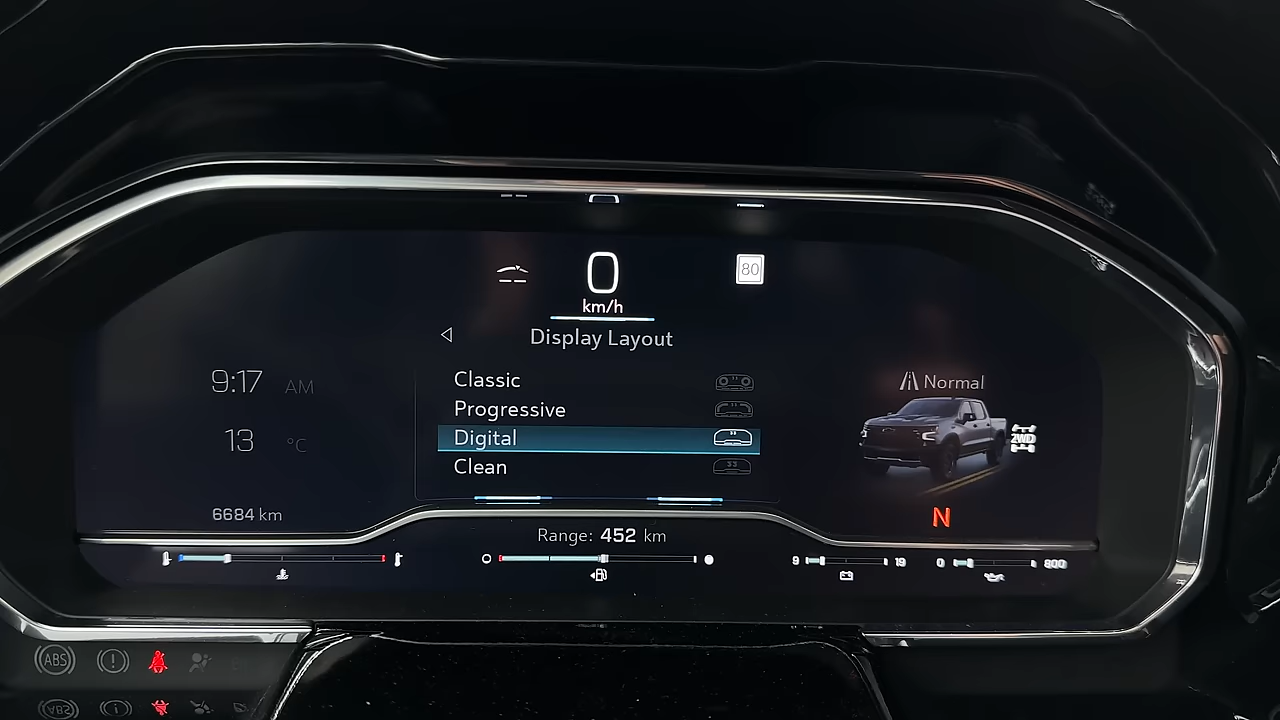 0
80
km/h
Display Layout
9:17 AM
13 °C
6684 km
Classic
Progressive
Digital
Clean
Normal
2WD
N
Range: 452 km
9
19
0
800
ABS